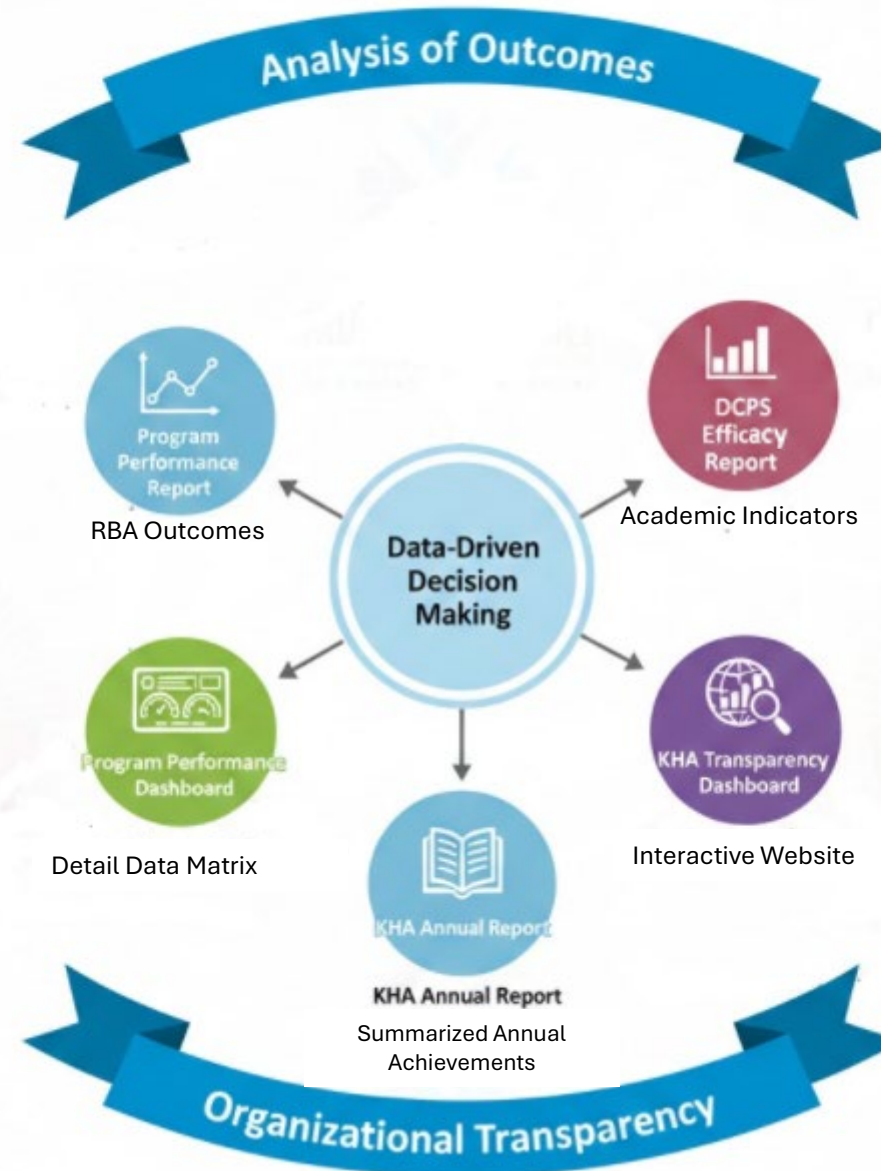 Analysis of Outcomes
Program
Performance
Report
RBA Outcomes
DCPS
Efficacy
Report
Academic Indicators
Data-Driven
Decision
Making
Program Performance
Dashboard
Detail Data Matrix
KHA Transparency
Dashboard
Interactive Website
KHA Annual Report
KHA Annual Report
Summarized Annual
Achievements
Organizational Transparency